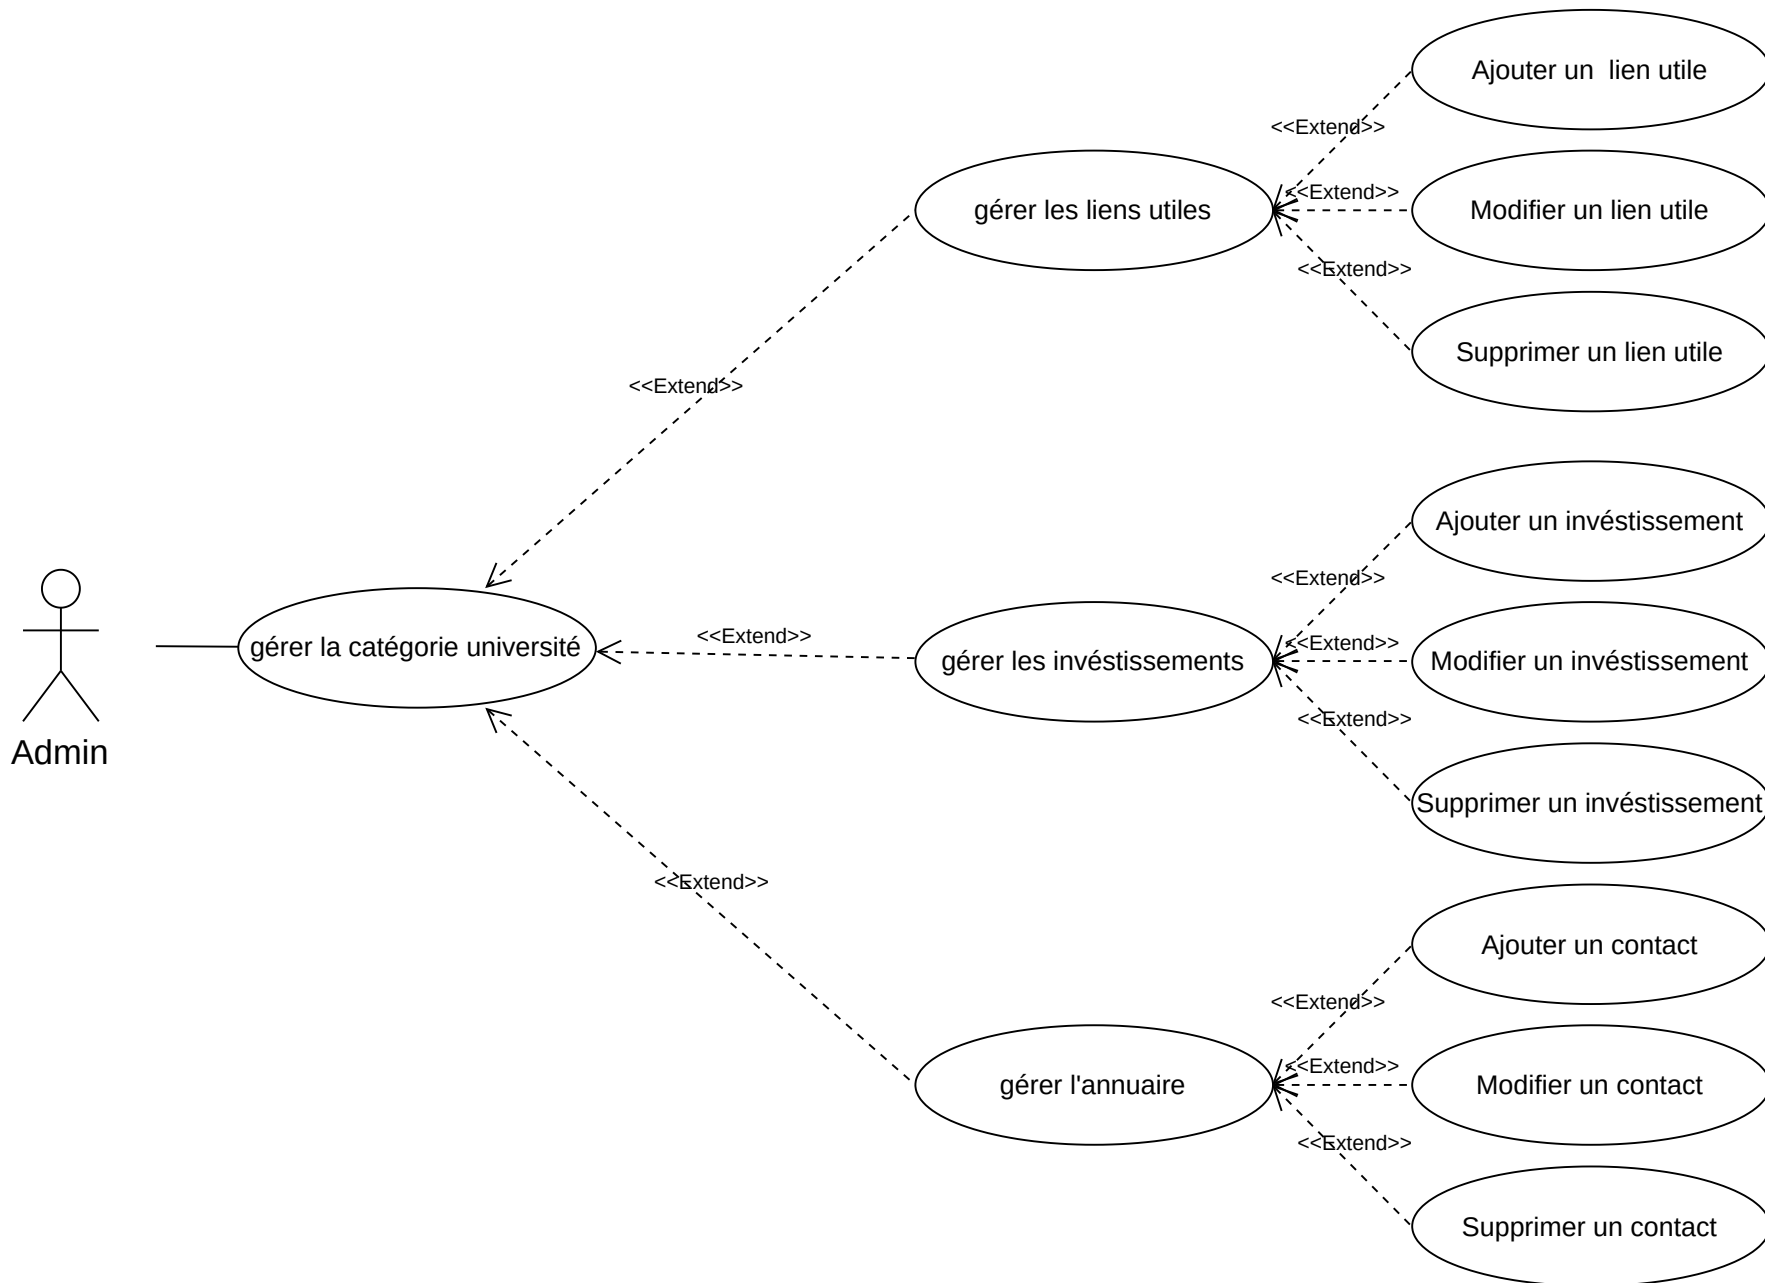 Ajouter un  lien utile
<<Extend>>
<<Extend>>
gérer les liens utiles
Modifier un lien utile
<<Extend>>
Supprimer un lien utile
<<Extend>>
Ajouter un invéstissement
<<Extend>>
<<Extend>>
<<Extend>>
gérer la catégorie université
gérer les invéstissements
Modifier un invéstissement
<<Extend>>
Admin
Supprimer un invéstissement
<<Extend>>
Ajouter un contact
<<Extend>>
<<Extend>>
gérer l'annuaire
Modifier un contact
<<Extend>>
Supprimer un contact